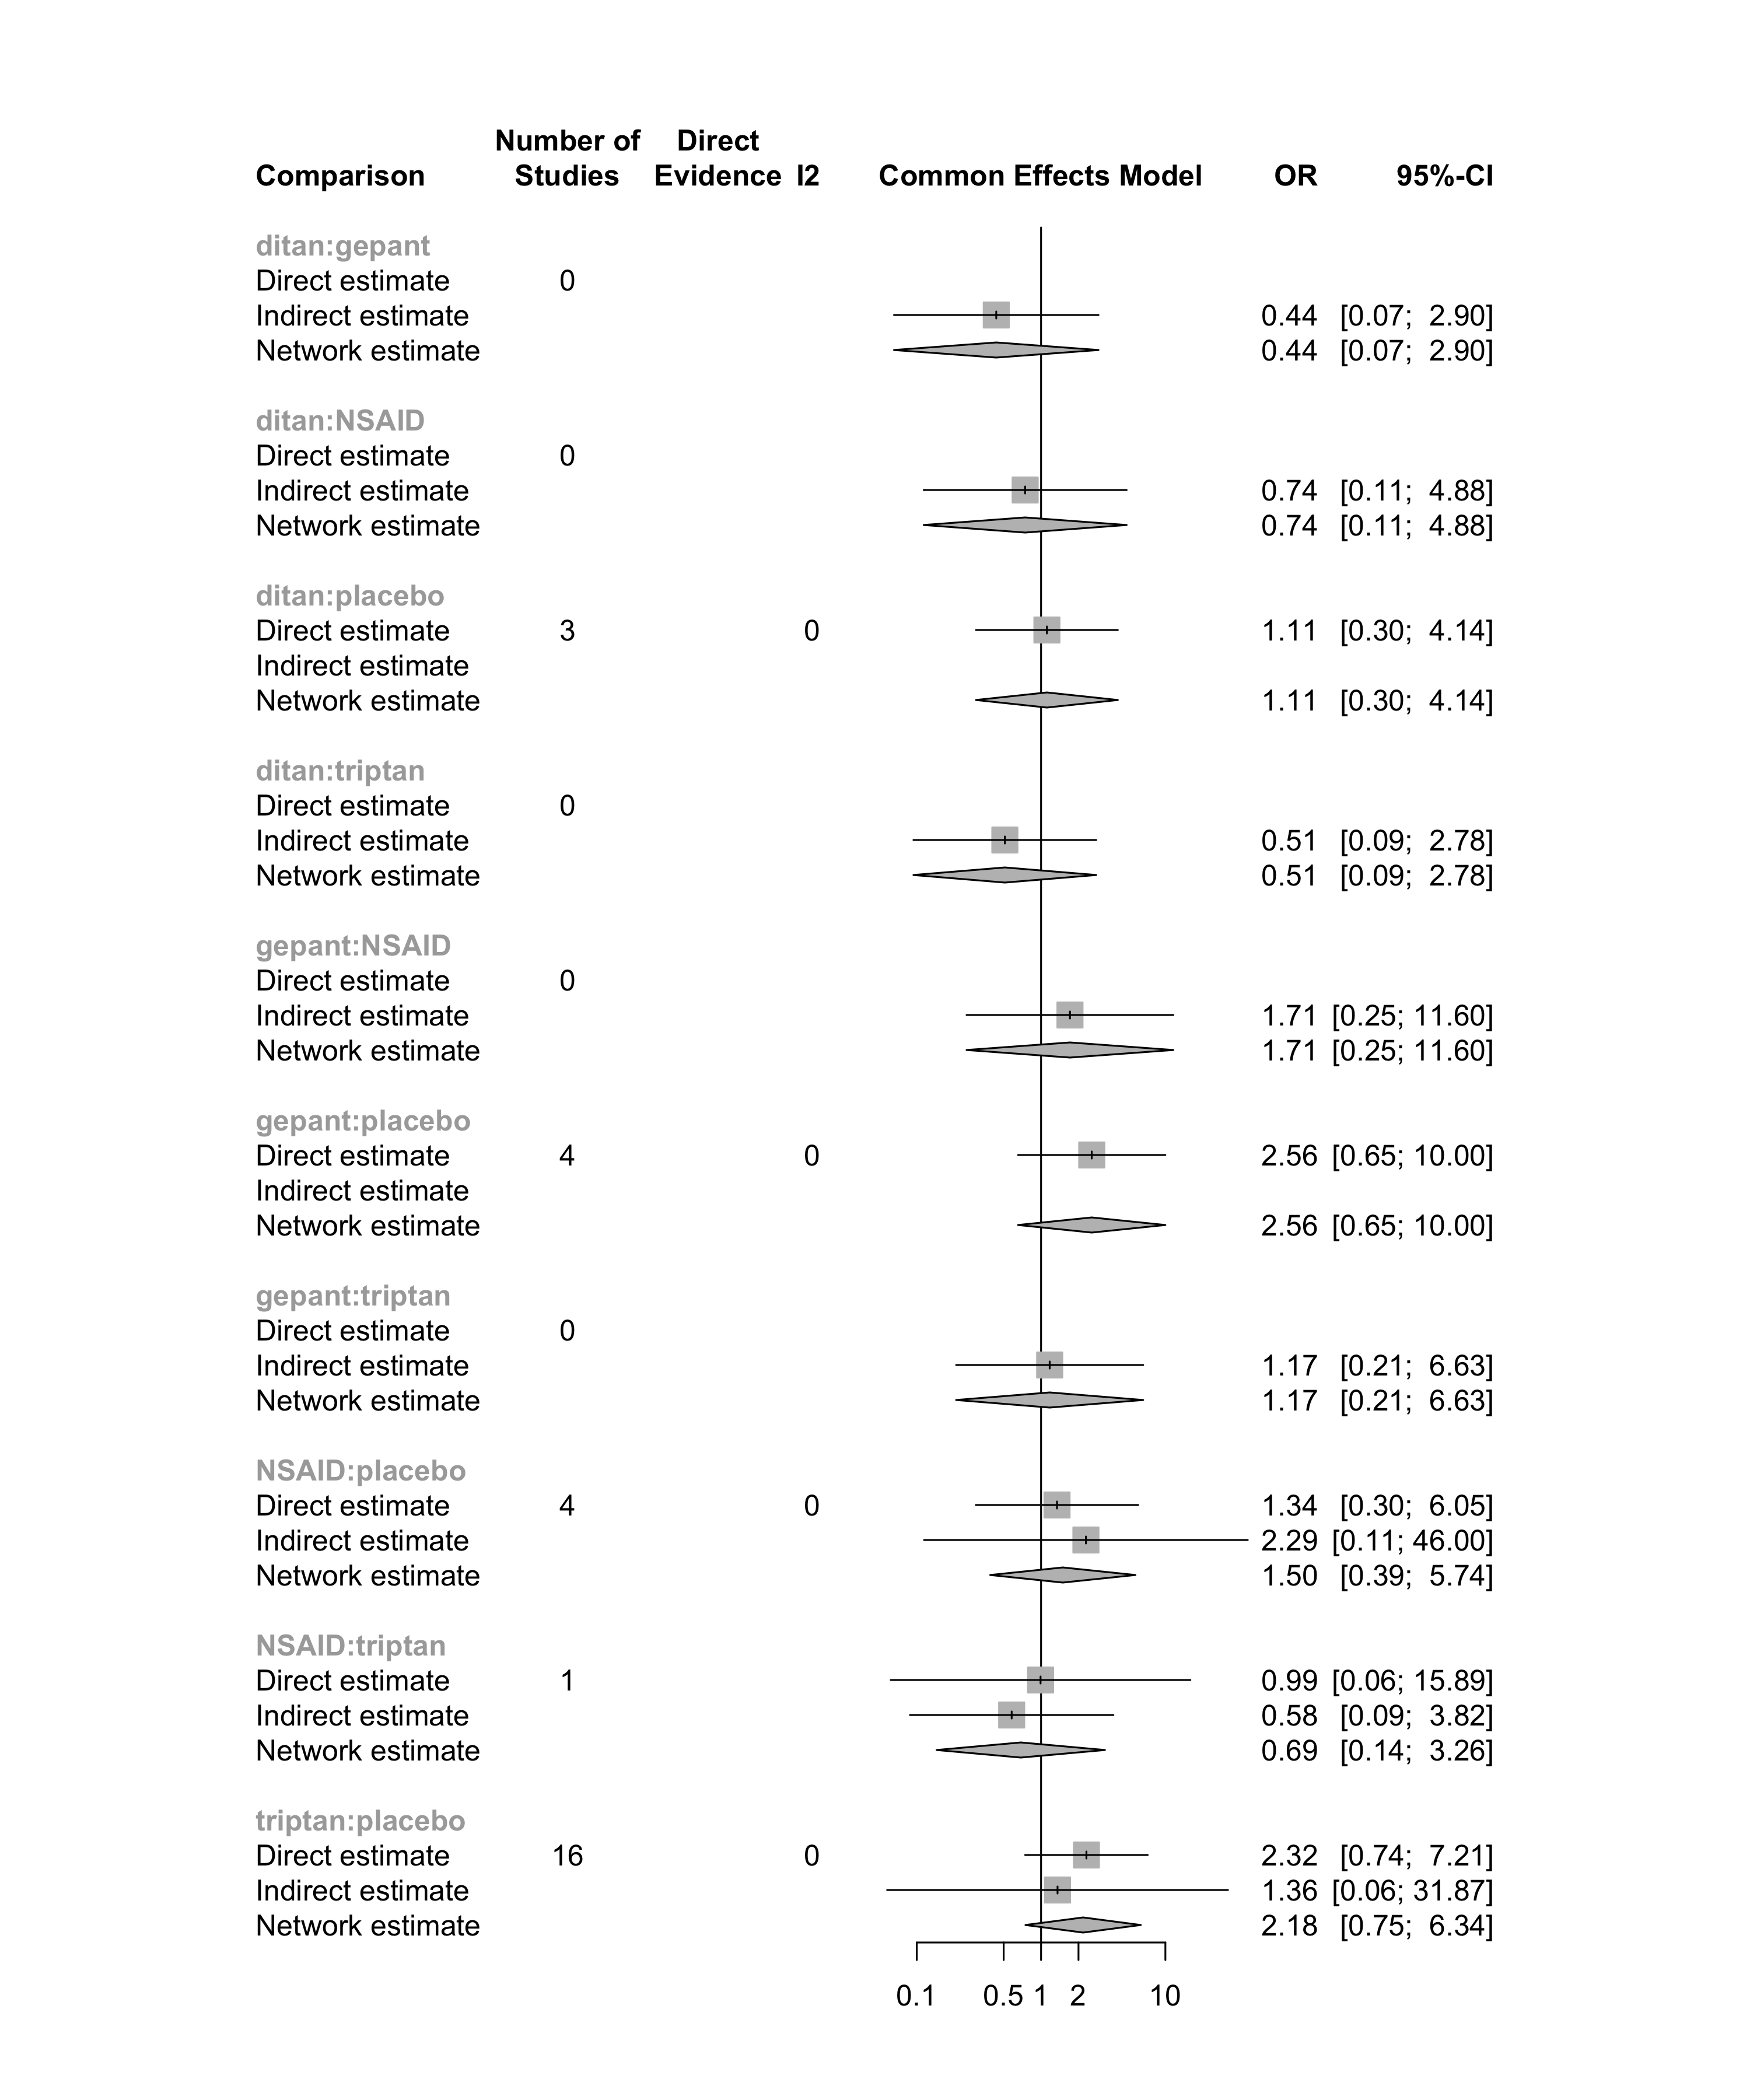 Number of Direct
Comparison Studies Evidence I2 Common Effects Model OR 95%-CI
ditan:gepant
Direct estimate 0
Indirect estimate 0.44 [0.07; 2.90]
Network estimate 0.44 [0.07; 2.90]
ditan:NSAID
Direct estimate 0
Indirect estimate 0.74 [0.11; 4.88]
Network estimate 0.74 [0.11; 4.88]
ditan:placebo
Direct estimate 3 0 1.11 [0.30; 4.14]
Indirect estimate
Network estimate 1.11 [0.30; 4.14]
ditan:triptan
Direct estimate 0
Indirect estimate 0.51 [0.09; 2.78]
Network estimate 0.51 [0.09; 2.78]
gepant:NSAID
Direct estimate 0
Indirect estimate 1.71 [0.25; 11.60]
Network estimate 1.71 [0.25; 11.60]
gepant:placebo
Direct estimate 4 0 2.56 [0.65; 10.00]
Indirect estimate
Network estimate 2.56 [0.65; 10.00]
gepant:triptan
Direct estimate 0
Indirect estimate 1.17 [0.21; 6.63]
Network estimate 1.17 [0.21; 6.63]
NSAID:placebo
Direct estimate 4 0 1.34 [0.30; 6.05]
Indirect estimate 2.29 [0.11; 46.00]
Network estimate 1.50 [0.39; 5.74]
NSAID:triptan
Direct estimate 1 0.99 [0.06; 15.89]
Indirect estimate 0.58 [0.09; 3.82]
Network estimate 0.69 [0.14; 3.26]
triptan:placebo
Direct estimate 16 0 2.32 [0.74; 7.21]
Indirect estimate 1.36 [0.06; 31.87]
Network estimate 2.18 [0.75; 6.34]
0.1 0.5 1 2 10